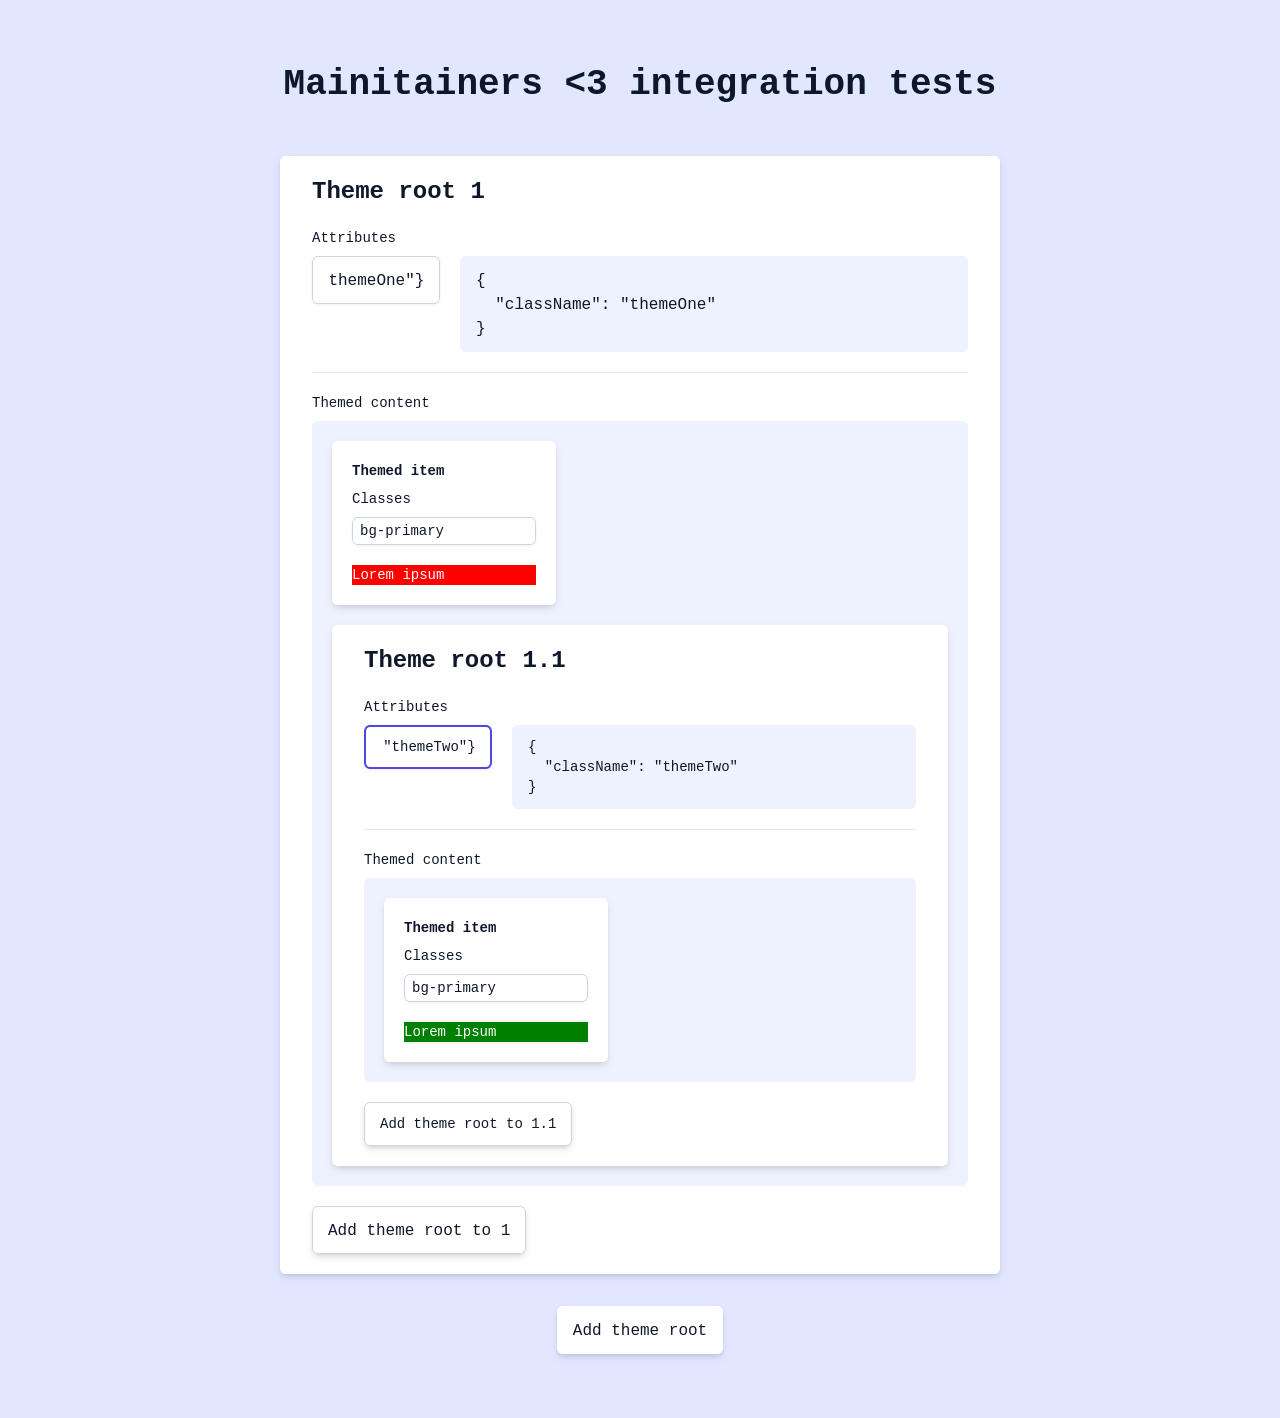 Mainitainers <3 integration tests
Theme root 1
Attributes
themeOne"}
{
"className": "themeOne"
}
Themed content
Themed item
Classes
bg-primary
Lorem ipsum
Theme root 1.1
Attributes
"themeTwo"}
{
"className": "themeTwo"
}
Themed content
Themed item
Classes
bg-primary
Lorem ipsum
Add theme root to 1.1
Add theme root to 1
Add theme root